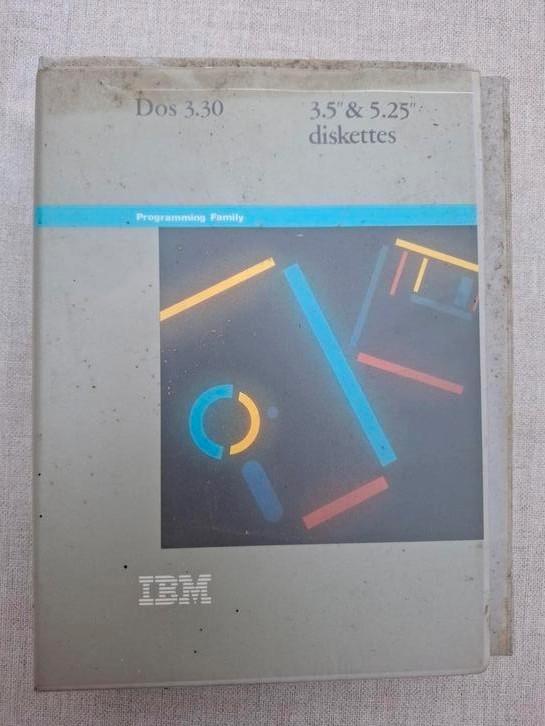 Dos 3.30
3.5" & 5.25"
diskettes
Programming Family
IBM